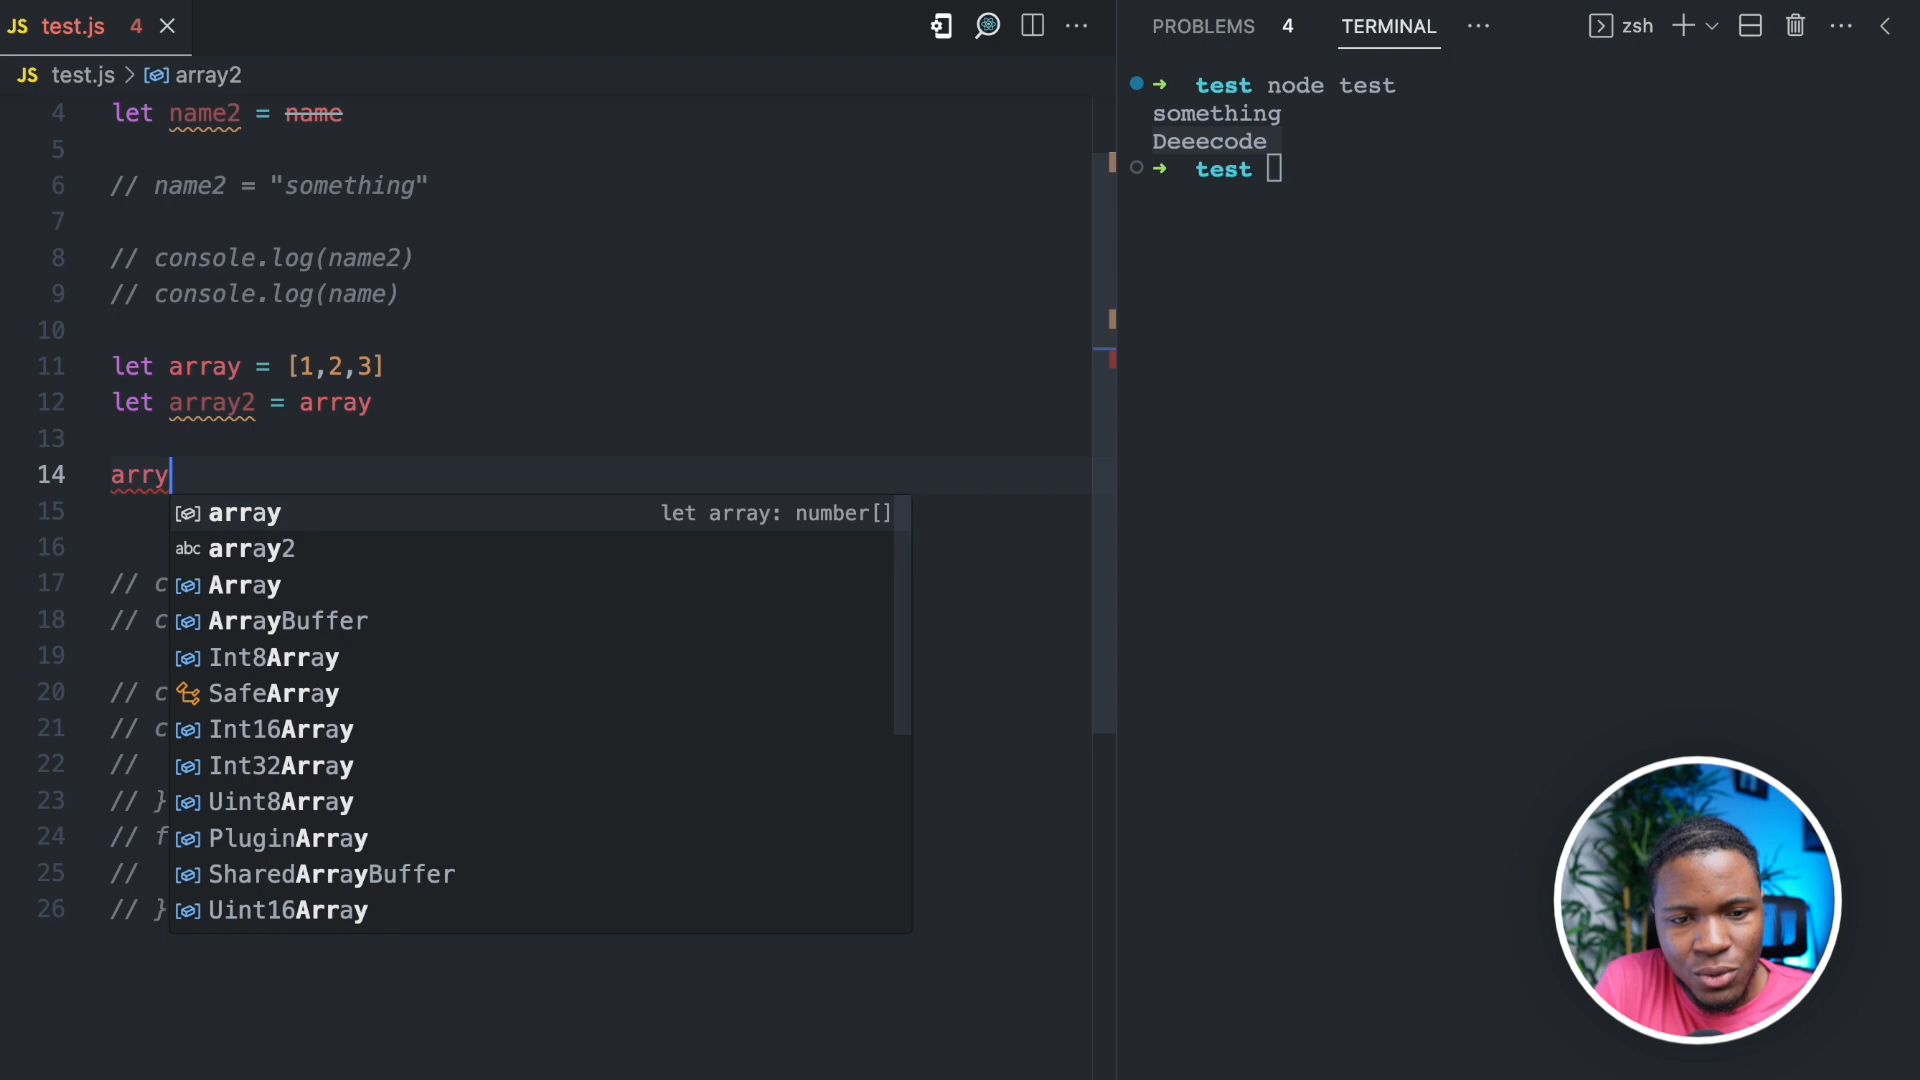 JS test.js 4
JS test.js > array2
4 let name2 = name
5
6 // name2 = "something"
7
8 // console.log(name2)
9 // console.log(name)
10
11 let array = [1,2,3]
12 let array2 = array
13
14 arry
15
16
17 // c
18 // c
19
20 // c
21 // c
22 //
23 // }
24 // f
25 //
26 // }
array let array: number[]
abc array2
Array
ArrayBuffer
Int8Array
SafeArray
Int16Array
Int32Array
Uint8Array
PluginArray
SharedArrayBuffer
Uint16Array
PROBLEMS 4 TERMINAL ... zsh
➜ test node test
something
Deeecode
➜ test